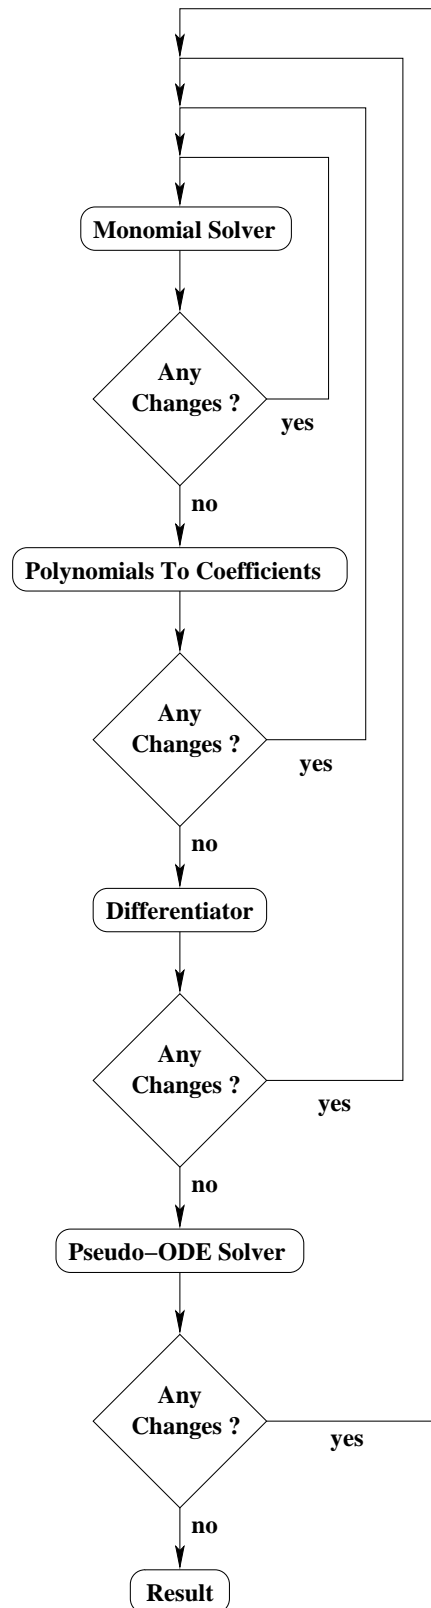 Monomial Solver
Any
Changes ?
yes
no
Polynomials To Coefficients
Any
Changes ?
yes
no
Differentiator
Any
Changes ?
yes
no
Pseudo−ODE Solver
Any
Changes ?
yes
no
Result